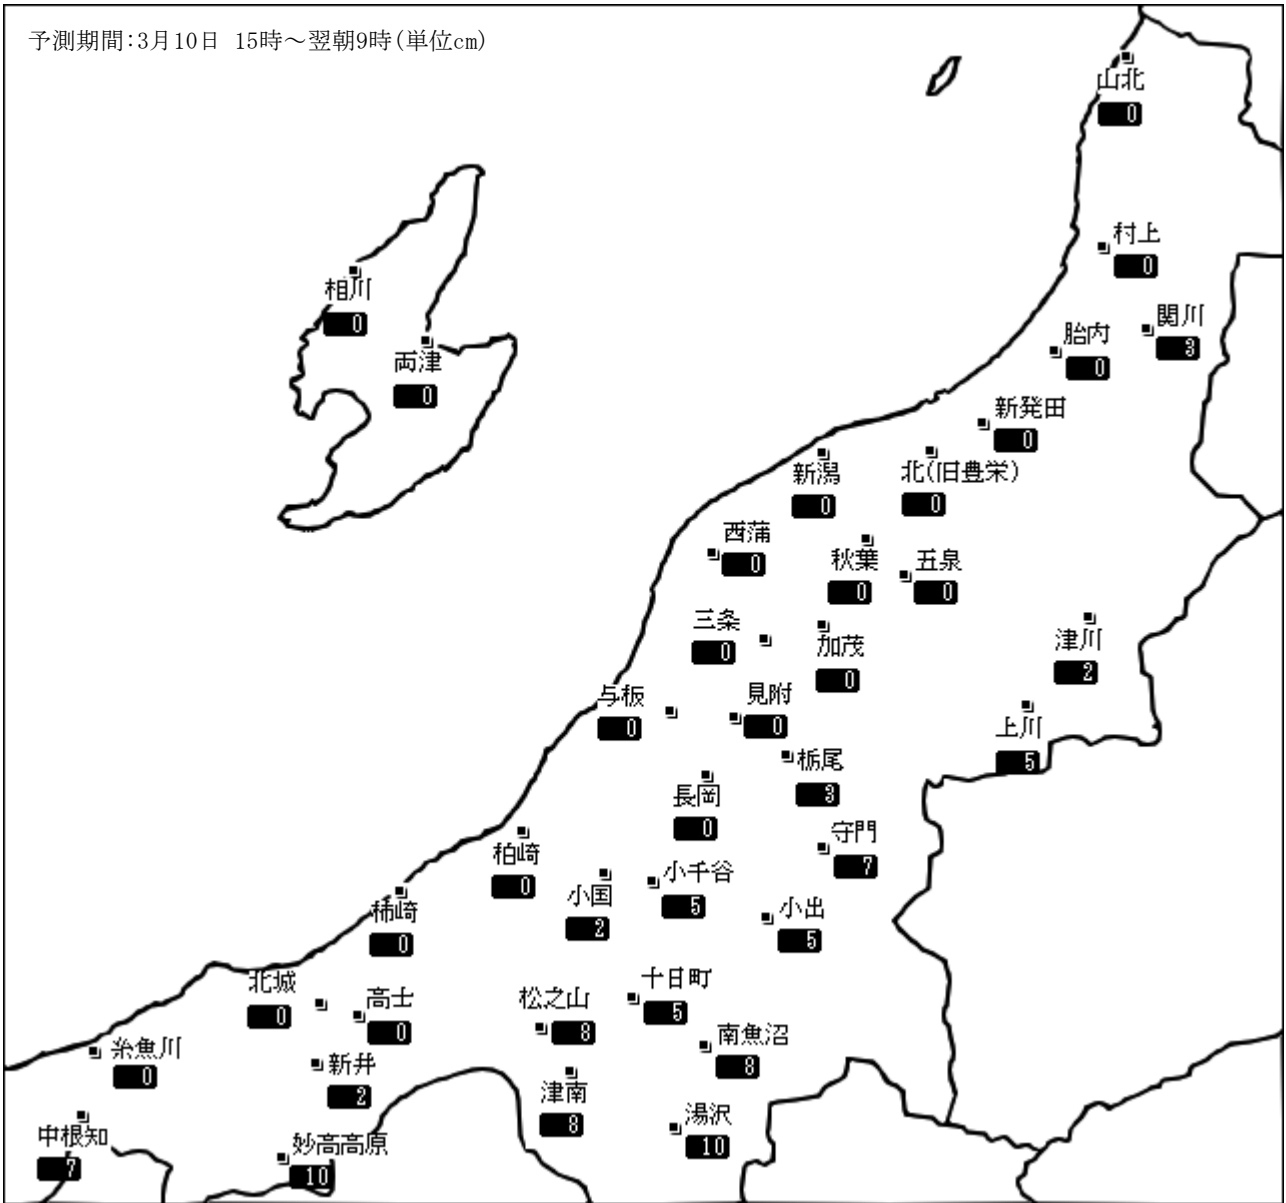 予測期間:3月10日 15時～翌朝9時(単位cm)
山北
0
村上
0
相川
0
関川
3
胎内
0
両津
0
新発田
0
新潟
0
北(旧豊栄)
0
西蒲
0
秋葉
0
五泉
0
三条
0
加茂
0
津川
2
与板
0
見附
0
上川
5
栃尾
3
長岡
0
守門
7
柏崎
0
小千谷
5
小国
2
小出
5
柿崎
0
北城
0
高士
0
松之山
8
十日町
5
南魚沼
8
糸魚川
0
新井
2
津南
8
湯沢
10
中根知
7
妙高高原
10